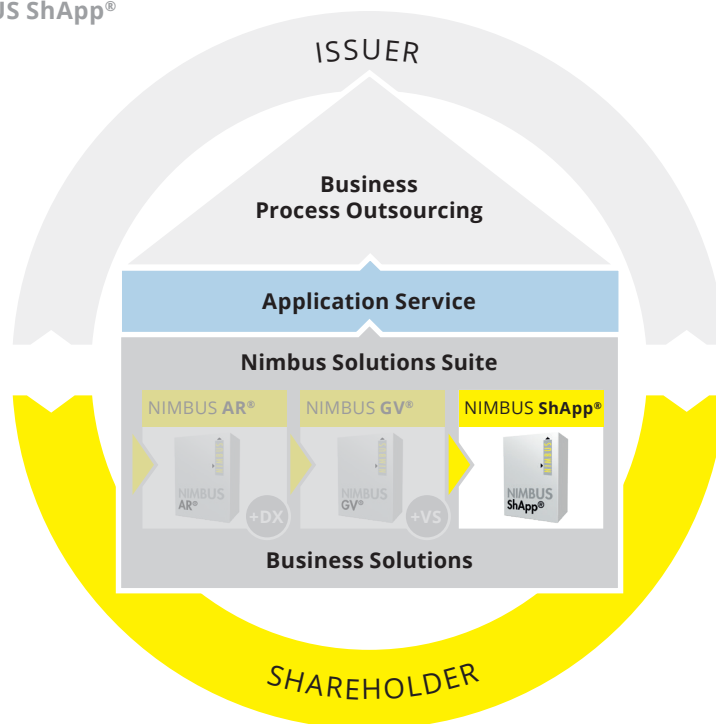 US ShApp®
ISSUER
Business
Process Outsourcing
Application Service
Nimbus Solutions Suite
NIMBUS AR®
NIMBUS GV®
NIMBUS ShApp®
NIMBUS
AR®
+DX
NIMBUS
GV®
+VS
NIMBUS
ShApp®
Business Solutions
SHAREHOLDER